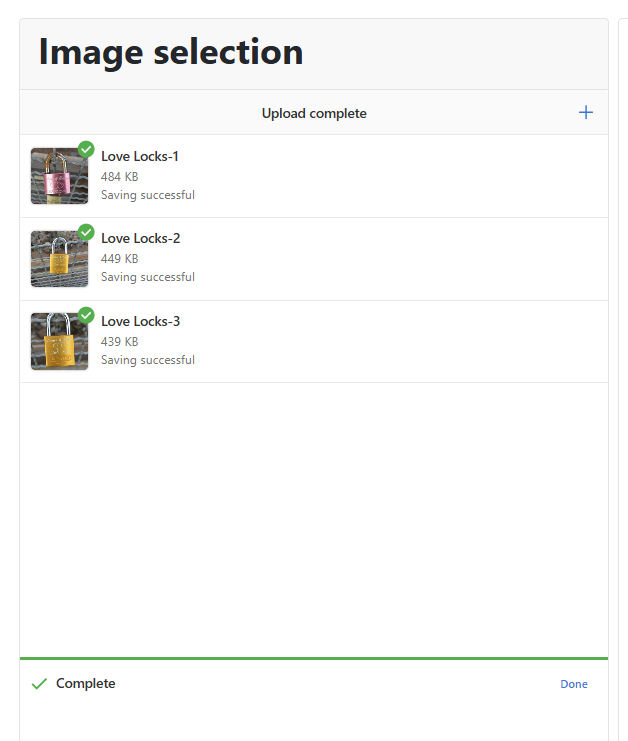 Image selection
Upload complete
Love Locks-1
484 KB
Saving successful
Love Locks-2
449 KB
Saving successful
Love Locks-3
439 KB
Saving successful
Complete
Done